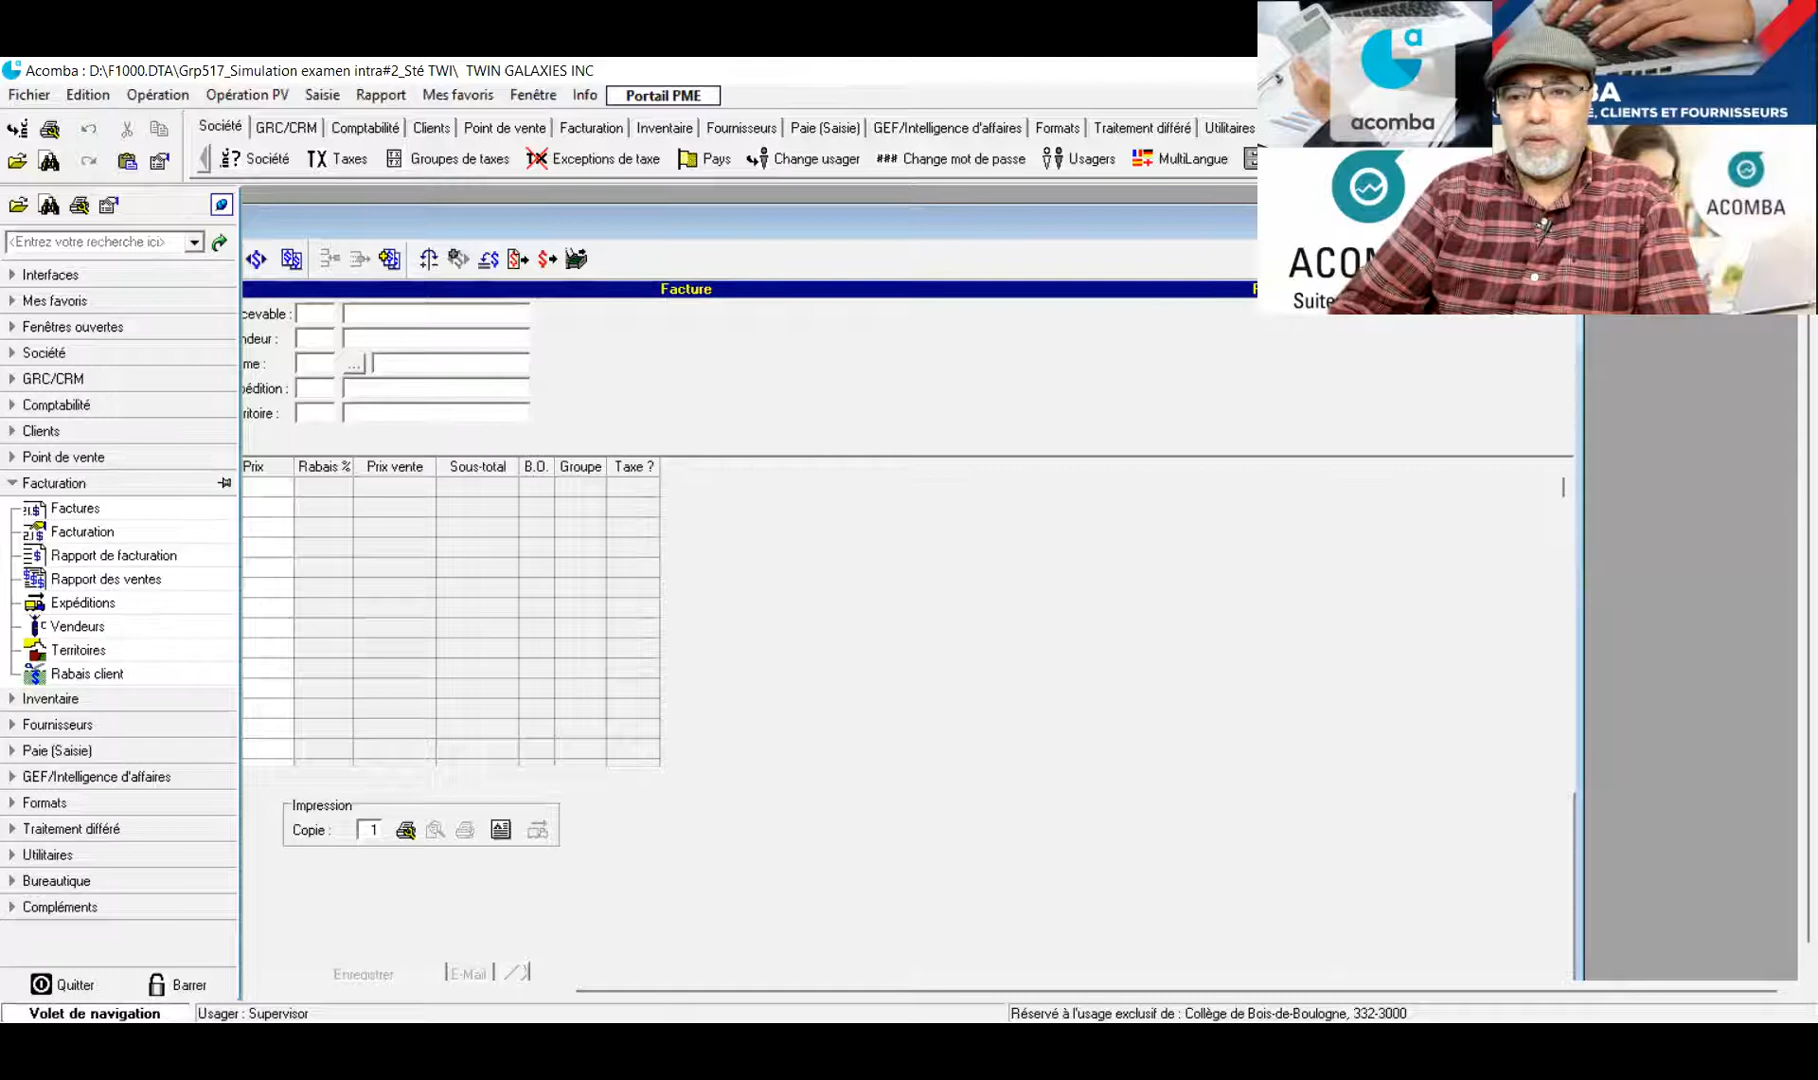 Acomba : D:\F1000.DTA\Grp517_Simulation examen intra#2_Sté TWI\ TWIN GALAXIES INC
Fichier Edition Opération Opération PV Saisie Rapport Mes favoris Fenêtre Info Portail PME
Société GRC/CRM Comptabilité Clients Point de vente Facturation Inventaire Fournisseurs Paie (Saisie) GEF/Intelligence d'affaires Formats Traitement différé Utilitaires
Société Taxes Groupes de taxes Exceptions de taxe Pays Change usager ### Change mot de passe Usagers MultiLangue
acomba
BA
, CLIENTS ET FOURNISSEURS
ACOMBA
ACO
Suite
<Entrez votre recherche ici>
Interfaces
Mes favoris
Fenêtres ouvertes
Société
GRC/CRM
Comptabilité
Clients
Point de vente
Facturation
Factures
Facturation
Rapport de facturation
Rapport des ventes
Expéditions
Vendeurs
Territoires
Rabais client
Inventaire
Fournisseurs
Paie (Saisie)
GEF/Intelligence d'affaires
Formats
Traitement différé
Utilitaires
Bureautique
Compléments
Quitter Barrer
Facture
cevable :
ndeur :
me : ...
pédition :
ritoire :
Prix Rabais % Prix vente Sous-total B.O. Groupe Taxe ?
Impression
Copie : 1
Enregistrer E-Mail
Volet de navigation Usager : Supervisor Réservé à l'usage exclusif de : Collège de Bois-de-Boulogne, 332-3000